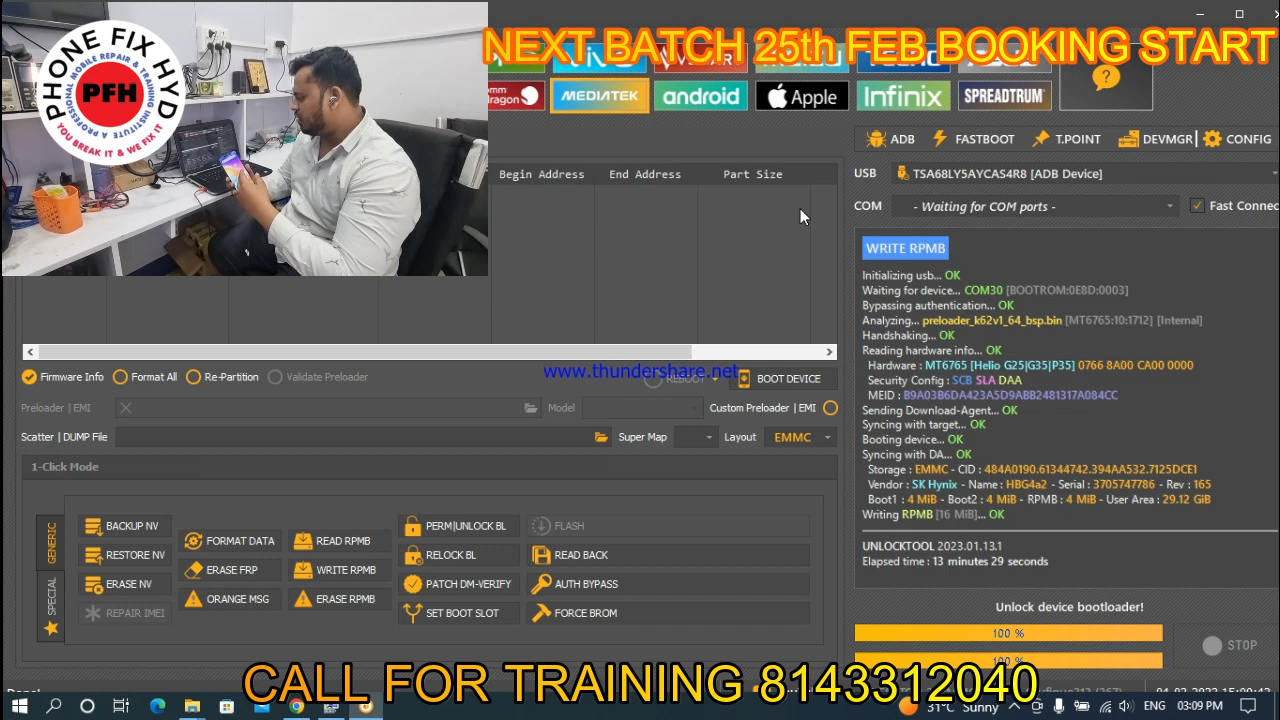 NEXT BATCH 25th FEB BOOKING START
PHONE FIX HYD
PROFESSIONAL MOBILE REPAIR & TRAINING INSTITUTE
PFH
YOU BREAK IT & WE FIX IT
MEDIATEK
android
Apple
Infinix
SPREADTRUM
?
ADB
FASTBOOT
T.POINT
DEVMGR
CONFIG
USB TSA68LY5AYCAS4R8 [ADB Device]
COM - Waiting for COM ports -
Begin Address End Address Part Size
WRITE RPMB
Initializing usb... OK
Waiting for device... COM30 [BOOTROM:0E8D:0003]
Bypassing authentication... OK
Analyzing... preloader_k62v1_64_bsp.bin [MT6765:10:1712] [Internal]
Handshaking... OK
Reading hardware info... OK
Hardware : MT6765 [Helio G25|G35|P35] 0766 8A00 CA00 0000
Security Config : SCB SLA DAA
MEID : B9A03B6DA423A5D9ABB2481317A084CC
Sending Download-Agent... OK
Syncing with target... OK
Booting device... OK
Syncing with DA... OK
Storage : EMMC - CID : 484A0190.61344742.394AA532.7125DCE1
Vendor : SK Hynix - Name : HBG4a2 - Serial : 3705747786 - Rev : 165
Boot1 : 4 MiB - Boot2 : 4 MiB - RPMB : 4 MiB - User Area : 29.12 GiB
Writing RPMB [16 MiB]... OK
UNLOCKTOOL 2023.01.13.1
Elapsed time : 13 minutes 29 seconds
Firmware Info Format All Re-Partition Validate Preloader
www.thundershare.net
REBOOT
BOOT DEVICE
Preloader | EMI
Model
Custom Preloader | EMI
Scatter | DUMP File
Super Map
Layout EMMC
1-Click Mode
GENERIC
SPECIAL
BACKUP NV
RESTORE NV
ERASE NV
REPAIR IMEI
FORMAT DATA
ERASE FRP
ORANGE MSG
READ RPMB
WRITE RPMB
ERASE RPMB
PERM|UNLOCK BL
RELOCK BL
PATCH DM-VERIFY
SET BOOT SLOT
FLASH
READ BACK
AUTH BYPASS
FORCE BROM
Unlock device bootloader!
100 %
100 %
STOP
CALL FOR TRAINING 8143312040
31°C Sunny
ENG
03:09 PM